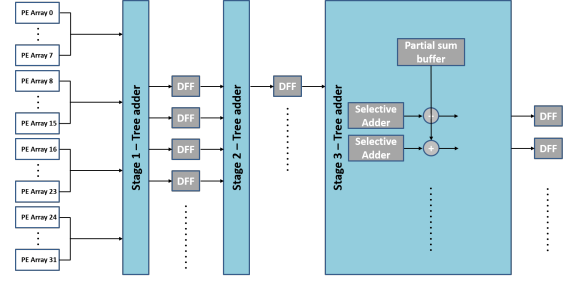 PE Array 0
PE Array 7
PE Array 8
PE Array 15
PE Array 16
PE Array 23
PE Array 24
PE Array 31
Stage 1 – Tree adder
DFF
DFF
DFF
DFF
Stage 2 – Tree adder
DFF
Stage 3 – Tree adder
Partial sum
buffer
Selective
Adder
+
Selective
Adder
+
DFF
DFF